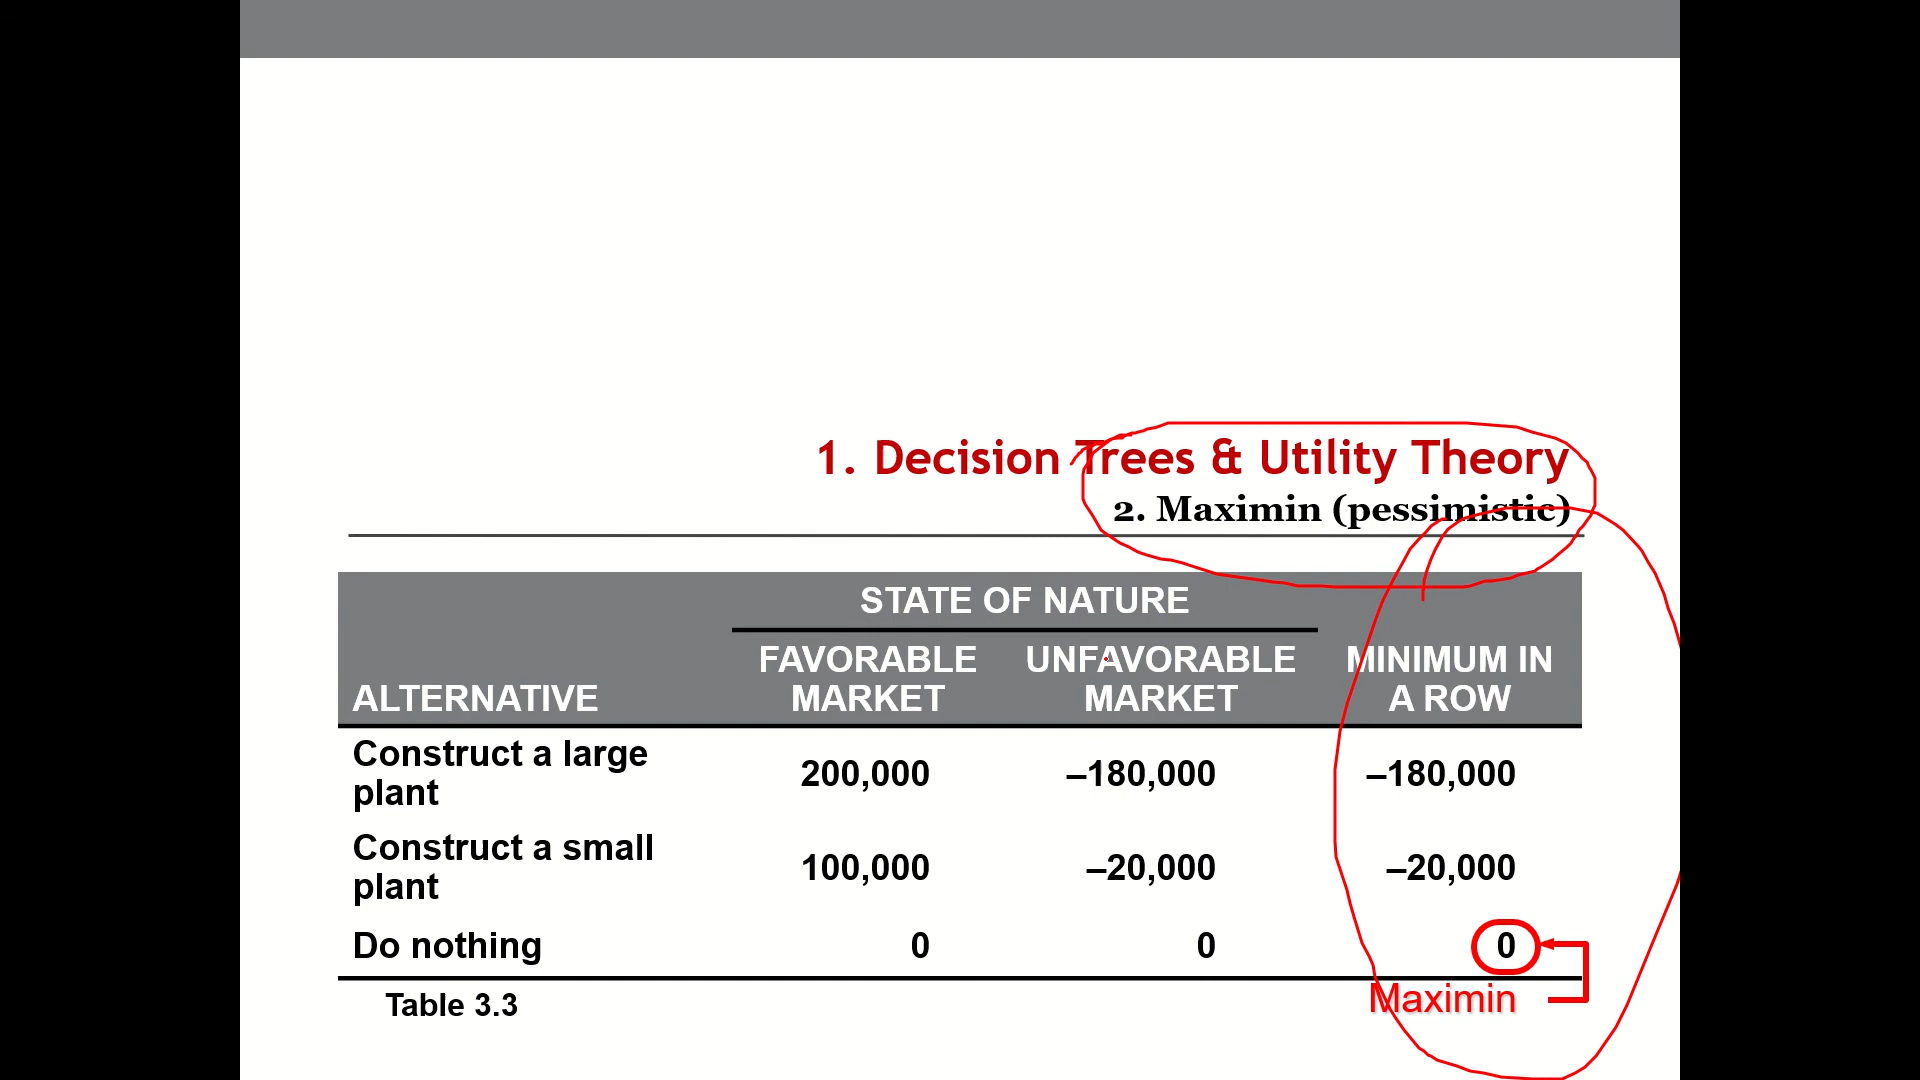 1. Decision Trees & Utility Theory
2. Maximin (pessimistic)
STATE OF NATURE
ALTERNATIVE FAVORABLE MARKET UNFAVORABLE MARKET MINIMUM IN A ROW
Construct a large plant 200,000 –180,000 –180,000
Construct a small plant 100,000 –20,000 –20,000
Do nothing 0 0 0
Table 3.3
Maximin